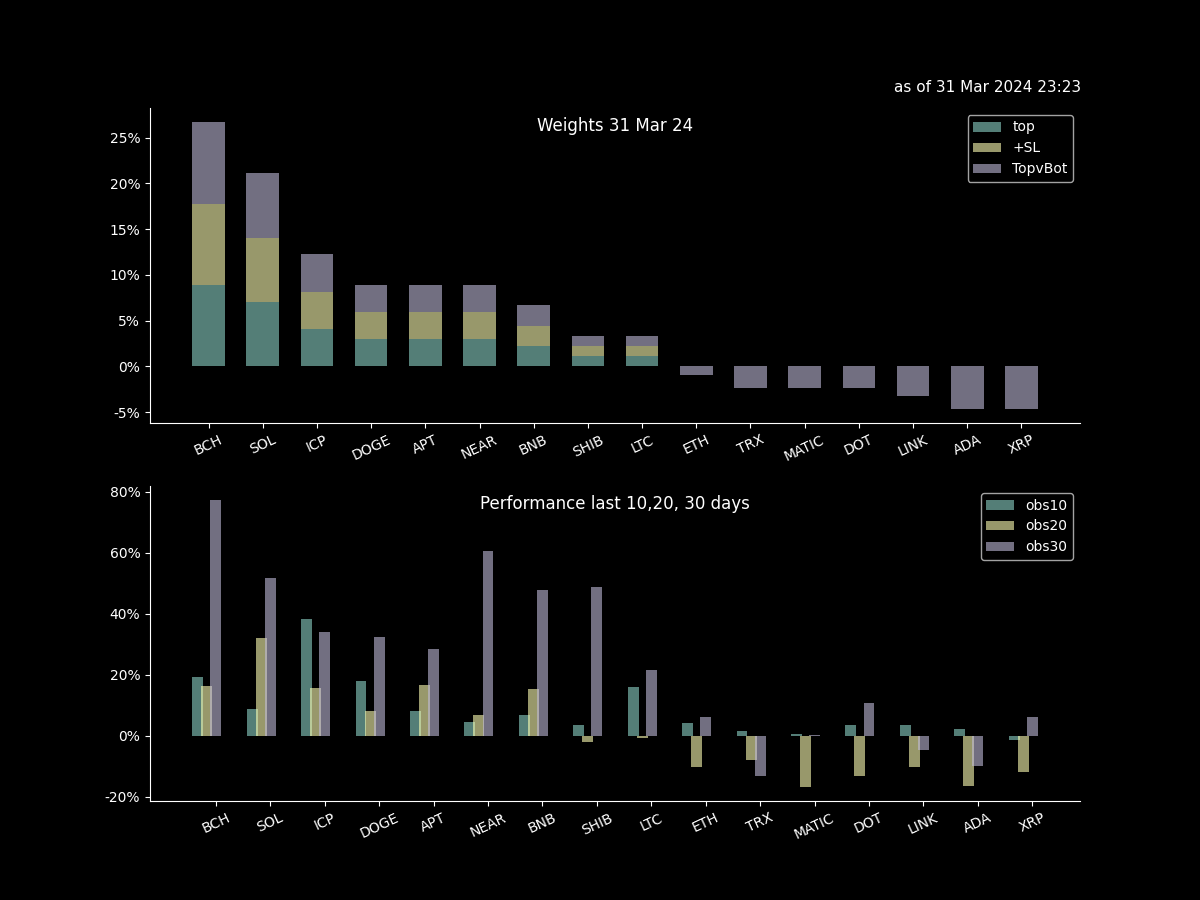 as of 31 Mar 2024 23:23
Weights 31 Mar 24
top
+SL
TopvBot
25%
20%
15%
10%
5%
0%
-5%
BCH SOL ICP DOGE APT NEAR BNB SHIB LTC ETH TRX MATIC DOT LINK ADA XRP
Performance last 10,20, 30 days
obs10
obs20
obs30
80%
60%
40%
20%
0%
-20%
BCH SOL ICP DOGE APT NEAR BNB SHIB LTC ETH TRX MATIC DOT LINK ADA XRP